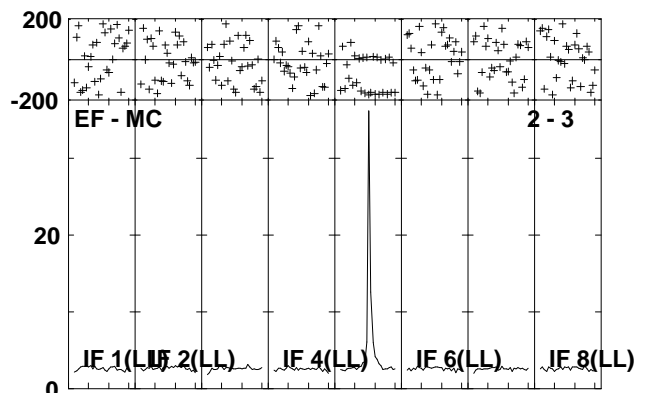 200
-200
EF - MC 2 - 3
20
IF 1(LL) IF 2(LL) IF 4(LL) IF 6(LL) IF 8(LL)
0